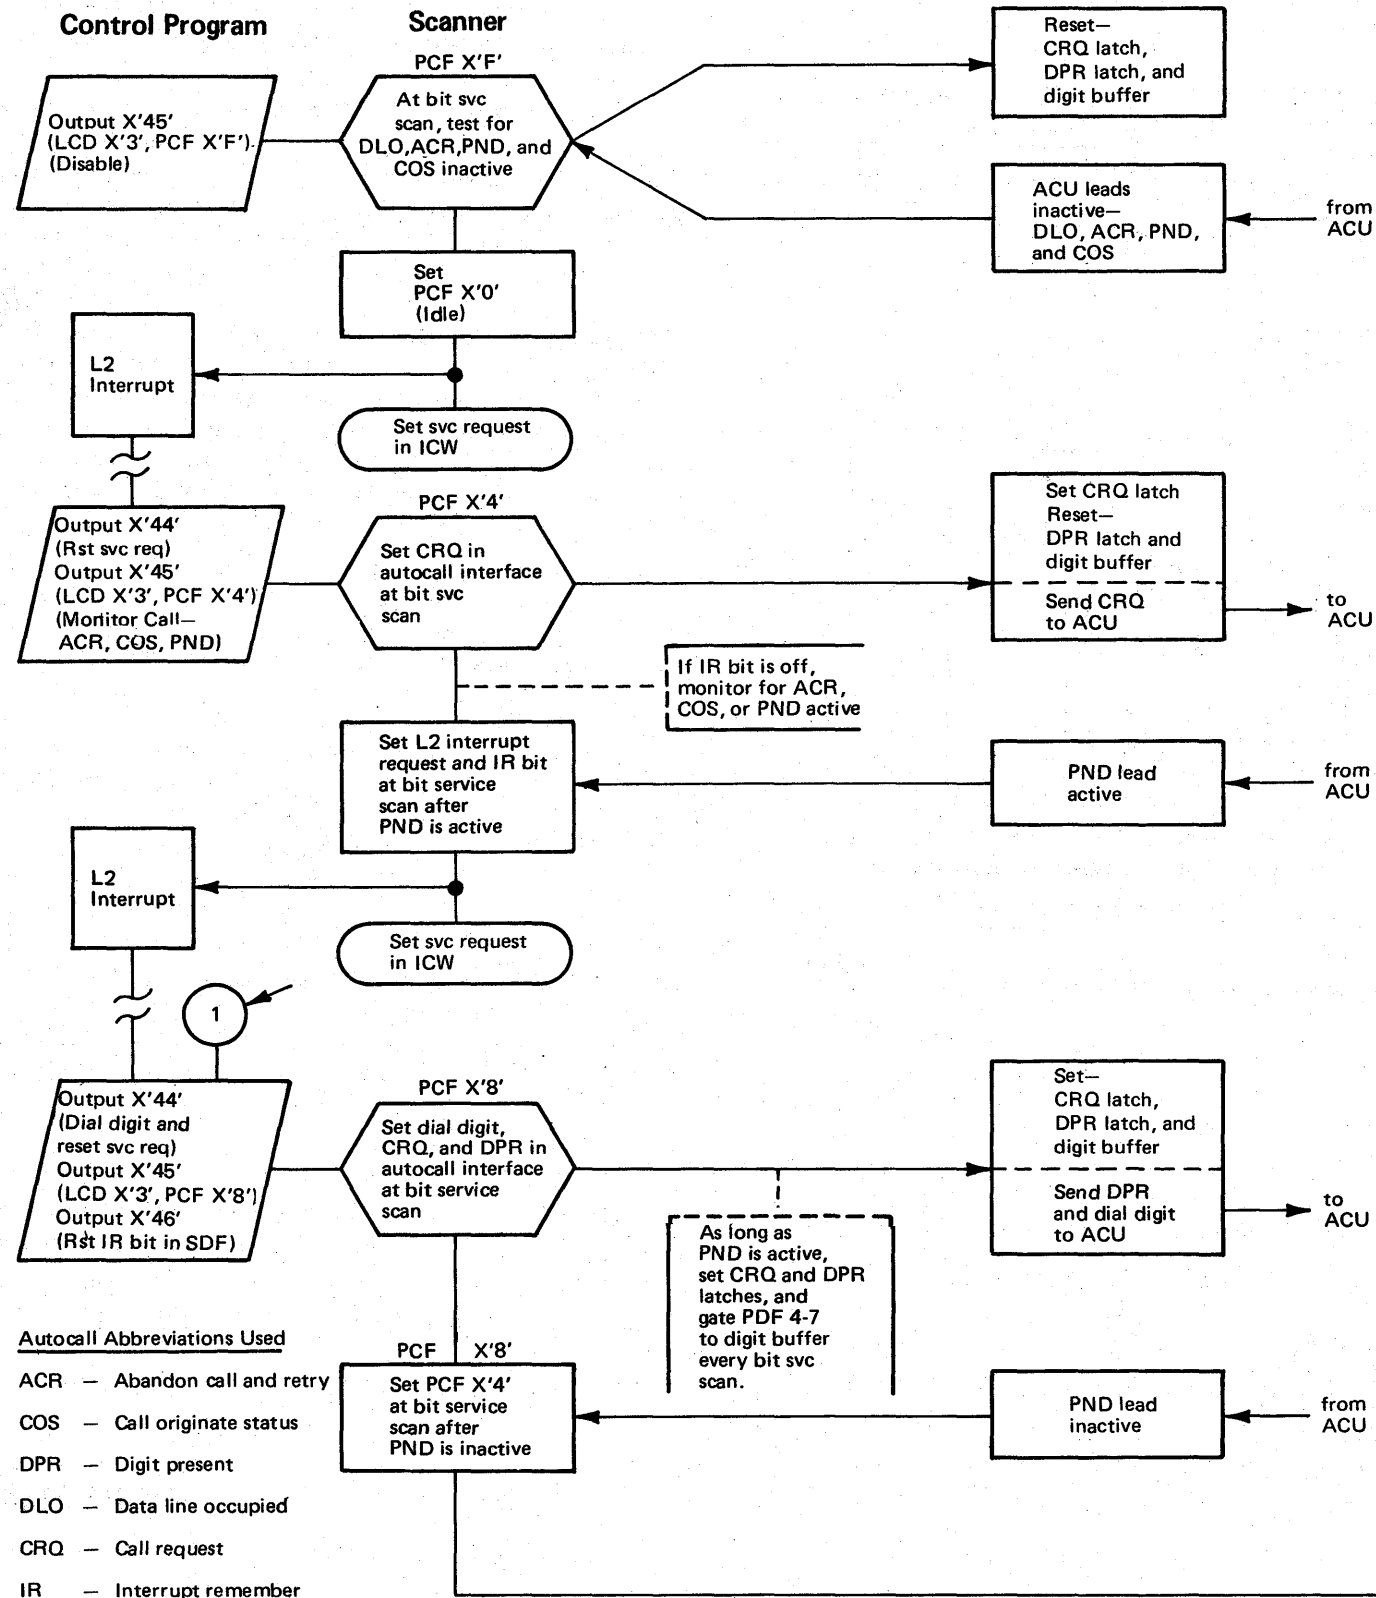 Control Program
Scanner
PCF X'F'
Output X'45'
(LCD X'3', PCF X'F')
(Disable)
At bit svc
scan, test for
DLO,ACR,PND, and
COS inactive
Reset—
CRQ latch,
DPR latch, and
digit buffer
ACU leads
inactive—
DLO, ACR, PND,
and COS
from
ACU
Set
PCF X'0'
(Idle)
L2
Interrupt
Set svc request
in ICW
PCF X'4'
Output X'44'
(Rst svc req)
Output X'45'
(LCD X'3', PCF X'4')
(Monitor Call—
ACR, COS, PND)
Set CRQ in
autocall interface
at bit svc
scan
Set CRQ latch
Reset—
DPR latch and
digit buffer
Send CRQ
to ACU
to
ACU
If IR bit is off,
monitor for ACR,
COS, or PND active
Set L2 interrupt
request and IR bit
at bit service
scan after
PND is active
PND lead
active
from
ACU
L2
Interrupt
Set svc request
in ICW
1
PCF X'8'
Output X'44'
(Dial digit and
reset svc req)
Output X'45'
(LCD X'3', PCF X'8')
Output X'46'
(Rst IR bit in SDF)
Set dial digit,
CRQ, and DPR in
autocall interface
at bit service
scan
Set—
CRQ latch,
DPR latch, and
digit buffer
Send DPR
and dial digit
to ACU
to
ACU
As long as
PND is active,
set CRQ and DPR
latches, and
gate PDF 4-7
to digit buffer
every bit svc
scan.
PCF X'8'
Set PCF X'4'
at bit service
scan after
PND is inactive
PND lead
inactive
from
ACU
Autocall Abbreviations Used
ACR — Abandon call and retry
COS — Call originate status
DPR — Digit present
DLO — Data line occupied
CRQ — Call request
IR — Interrupt remember